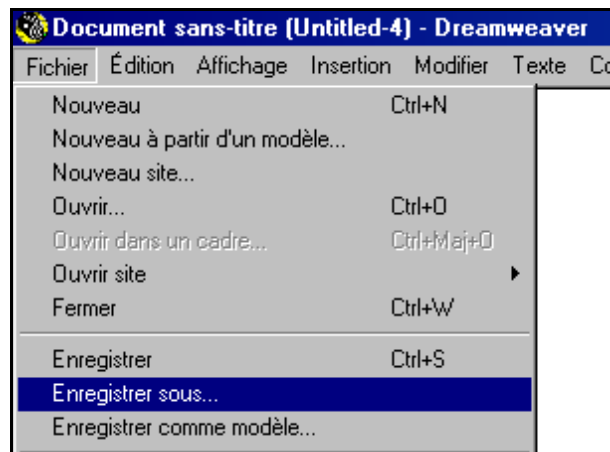 Document sans-titre (Untitled-4) - Dreamweaver
Fichier Édition Affichage Insertion Modifier Texte
Nouveau Ctrl+N
Nouveau à partir d'un modèle...
Nouveau site...
Ouvrir... Ctrl+O
Ouvrir dans un cadre... Ctrl+Maj+O
Ouvrir site
Fermer Ctrl+W
Enregistrer Ctrl+S
Enregistrer sous...
Enregistrer comme modèle...